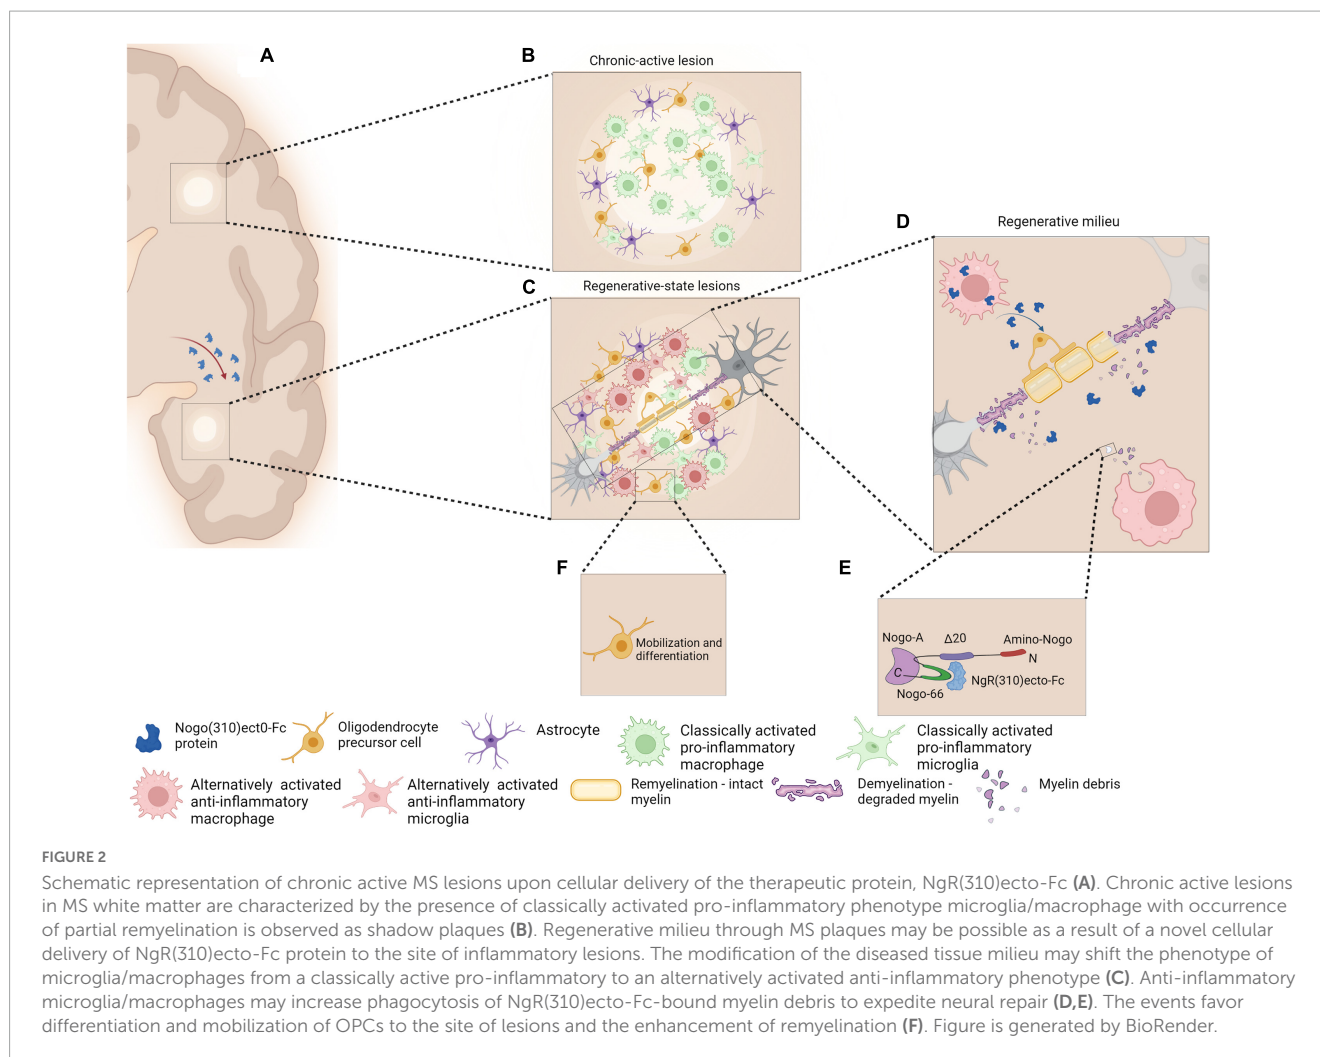 A
B
Chronic-active lesion
C
Regenerative-state lesions
D
Regenerative milieu
F
Mobilization and
differentiation
E
Nogo-A
Δ20
Amino-Nogo
N
C
NgR(310)ecto-Fc
Nogo-66
Nogo(310)ect0-Fc
protein
Oligodendrocyte
precursor cell
Astrocyte
Classically activated
pro-inflammatory
macrophage
Classically activated
pro-inflammatory
microglia
Alternatively activated
anti-inflammatory
macrophage
Alternatively activated
anti-inflammatory
microglia
Remyelination - intact
myelin
Demyelination -
degraded myelin
Myelin debris
FIGURE 2
Schematic representation of chronic active MS lesions upon cellular delivery of the therapeutic protein, NgR(310)ecto-Fc (A). Chronic active lesions
in MS white matter are characterized by the presence of classically activated pro-inflammatory phenotype microglia/macrophage with occurrence
of partial remyelination is observed as shadow plaques (B). Regenerative milieu through MS plaques may be possible as a result of a novel cellular
delivery of NgR(310)ecto-Fc protein to the site of inflammatory lesions. The modification of the diseased tissue milieu may shift the phenotype of
microglia/macrophages from a classically active pro-inflammatory to an alternatively activated anti-inflammatory phenotype (C). Anti-inflammatory
microglia/macrophages may increase phagocytosis of NgR(310)ecto-Fc-bound myelin debris to expedite neural repair (D,E). The events favor
differentiation and mobilization of OPCs to the site of lesions and the enhancement of remyelination (F). Figure is generated by BioRender.